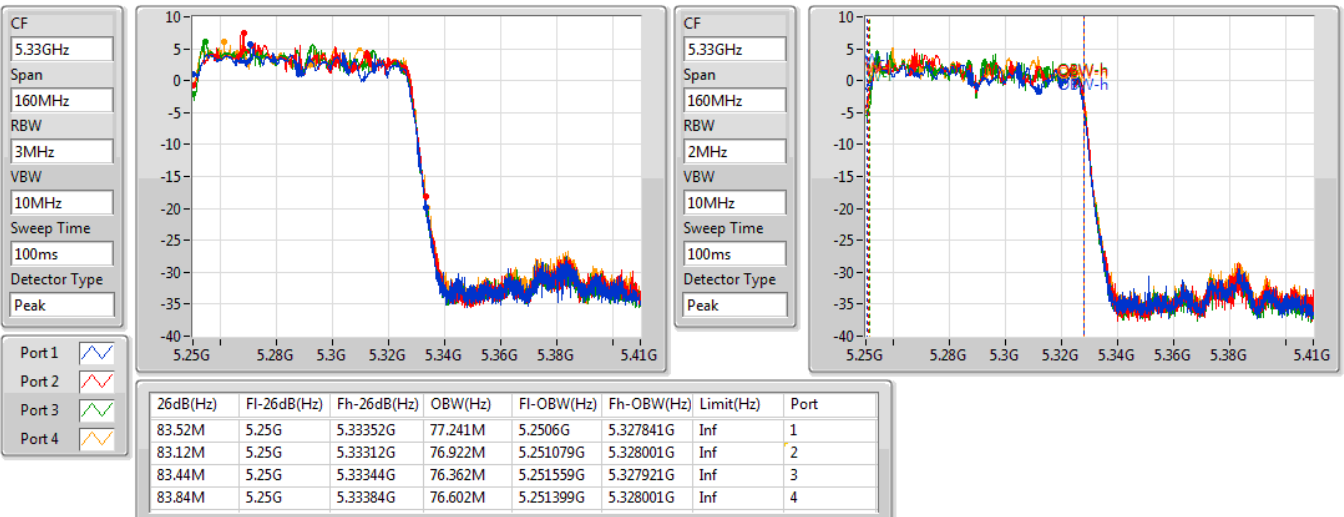 CF
5.33GHz
Span
160MHz
RBW
3MHz
VBW
10MHz
Sweep Time
100ms
Detector Type
Peak
10
5
0
-5
-10
-15
-20
-25
-30
-35
-40
5.25G 5.28G 5.3G 5.32G 5.34G 5.36G 5.38G 5.41G
CF
5.33GHz
Span
160MHz
RBW
2MHz
VBW
10MHz
Sweep Time
100ms
Detector Type
Peak
10
5
0
-5
-10
-15
-20
-25
-30
-35
-40
OBW-h
OBW-h
5.25G 5.28G 5.3G 5.32G 5.34G 5.36G 5.38G 5.41G
Port 1
Port 2
Port 3
Port 4
26dB(Hz) Fl-26dB(Hz) Fh-26dB(Hz) OBW(Hz) Fl-OBW(Hz) Fh-OBW(Hz) Limit(Hz) Port
83.52M 5.25G 5.33352G 77.241M 5.2506G 5.327841G Inf 1
83.12M 5.25G 5.33312G 76.922M 5.251079G 5.328001G Inf 2
83.44M 5.25G 5.33344G 76.362M 5.251559G 5.327921G Inf 3
83.84M 5.25G 5.33384G 76.602M 5.251399G 5.328001G Inf 4